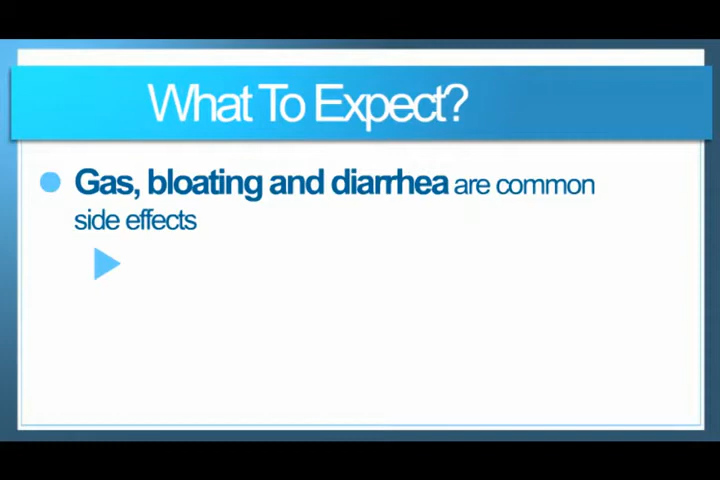 What To Expect?
Gas, bloating and diarrhea are common
side effects